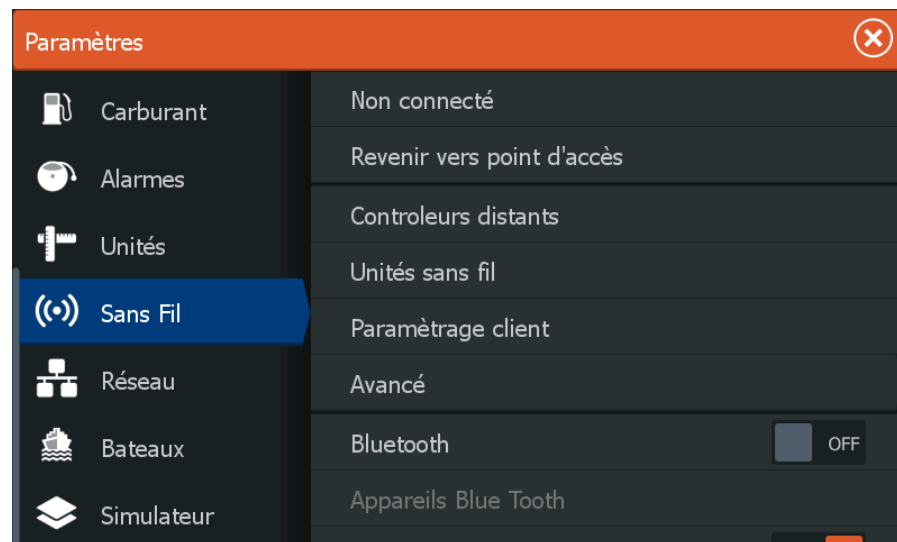 Paramètres
Carburant
Alarmes
Unités
Sans Fil
Réseau
Bateaux
Simulateur
Non connecté
Revenir vers point d'accès
Controleurs distants
Unités sans fil
Paramètrage client
Avancé
Bluetooth OFF
Appareils Blue Tooth